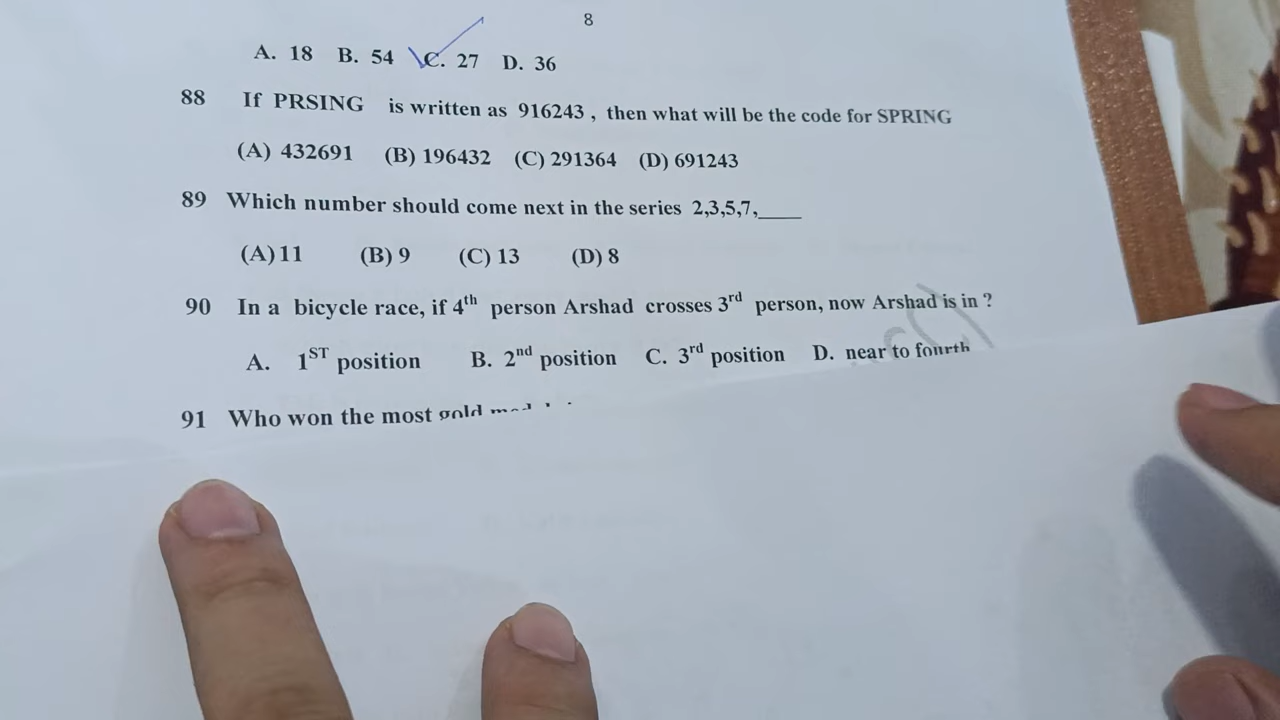 8
A. 18 B. 54 C. 27 D. 36
88 If PRSING is written as 916243 , then what will be the code for SPRING
(A) 432691 (B) 196432 (C) 291364 (D) 691243
89 Which number should come next in the series 2,3,5,7,____
(A) 11 (B) 9 (C) 13 (D) 8
90 In a bicycle race, if 4th person Arshad crosses 3rd person, now Arshad is in ?
A. 1ST position B. 2nd position C. 3rd position D. near to fourth
91 Who won the most gold